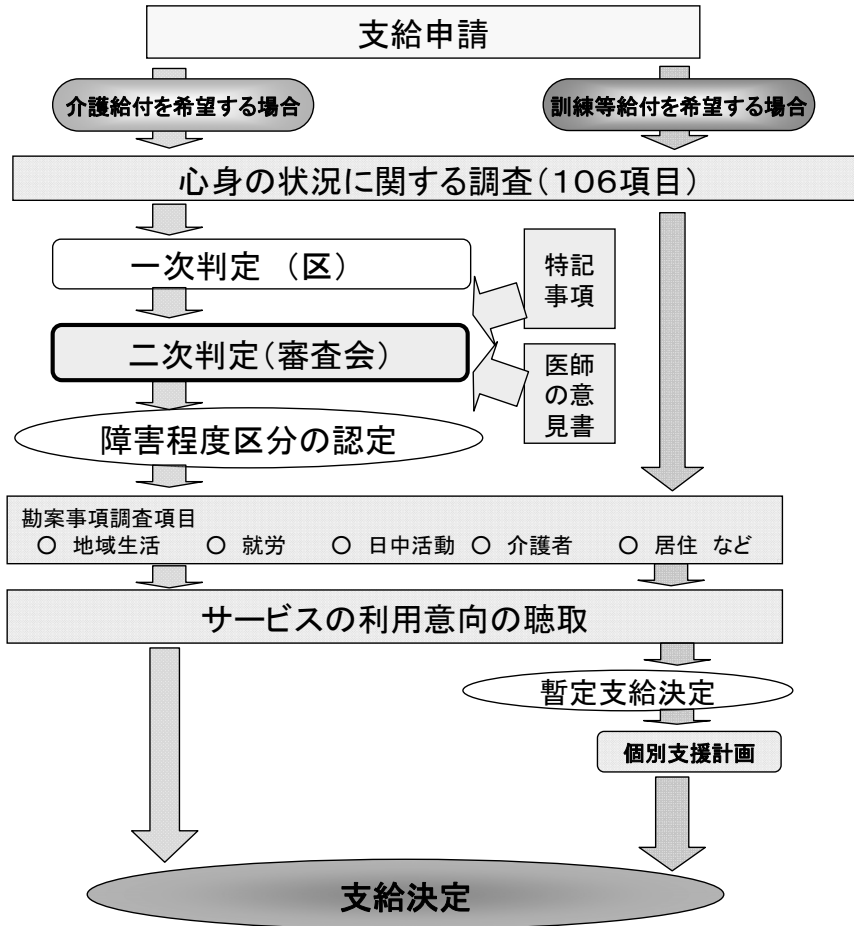 支給申請
介護給付を希望する場合
訓練等給付を希望する場合
心身の状況に関する調査（１０６項目）
一次判定　（区）
特記
事項
二次判定（審査会）
医師
の意
見書
障害程度区分の認定
勘案事項調査項目
○　地域生活　　○　就労　　○　日中活動　○　介護者　　○　居住　など
サービスの利用意向の聴取
暫定支給決定
個別支援計画
支給決定